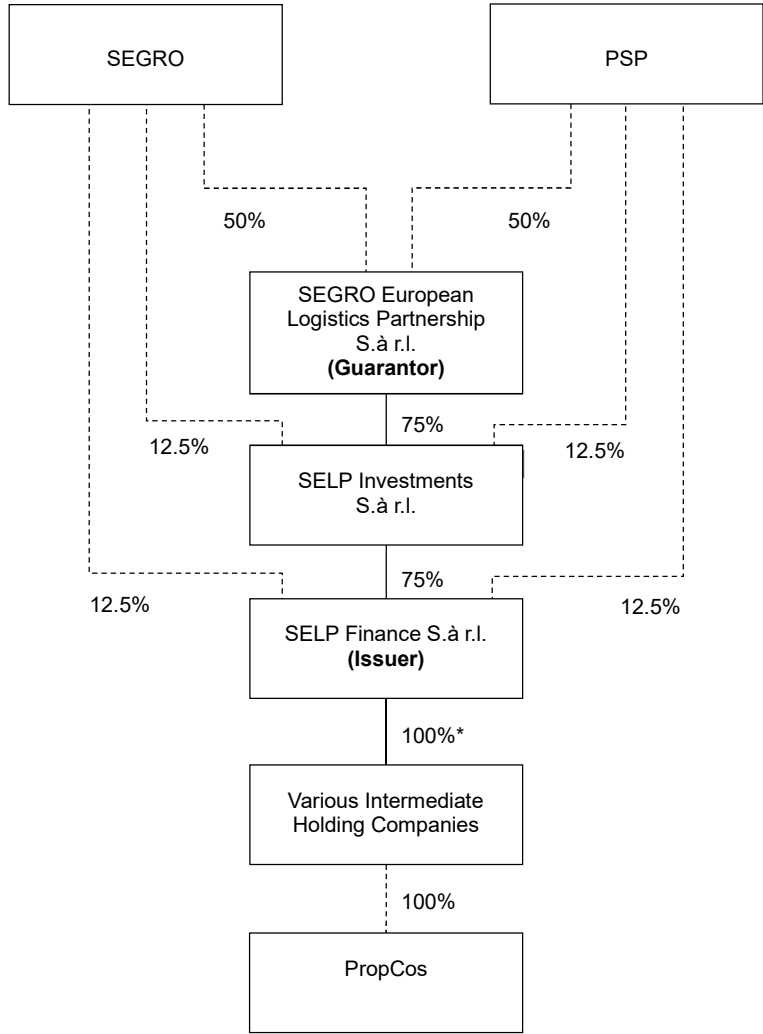 SEGRO
PSP
50%
50%
SEGRO European
Logistics Partnership
S.à r.l.
(Guarantor)
75%
12.5%
12.5%
SELP Investments
S.à r.l.
75%
12.5%
12.5%
SELP Finance S.à r.l.
(Issuer)
100%*
Various Intermediate
Holding Companies
100%
PropCos